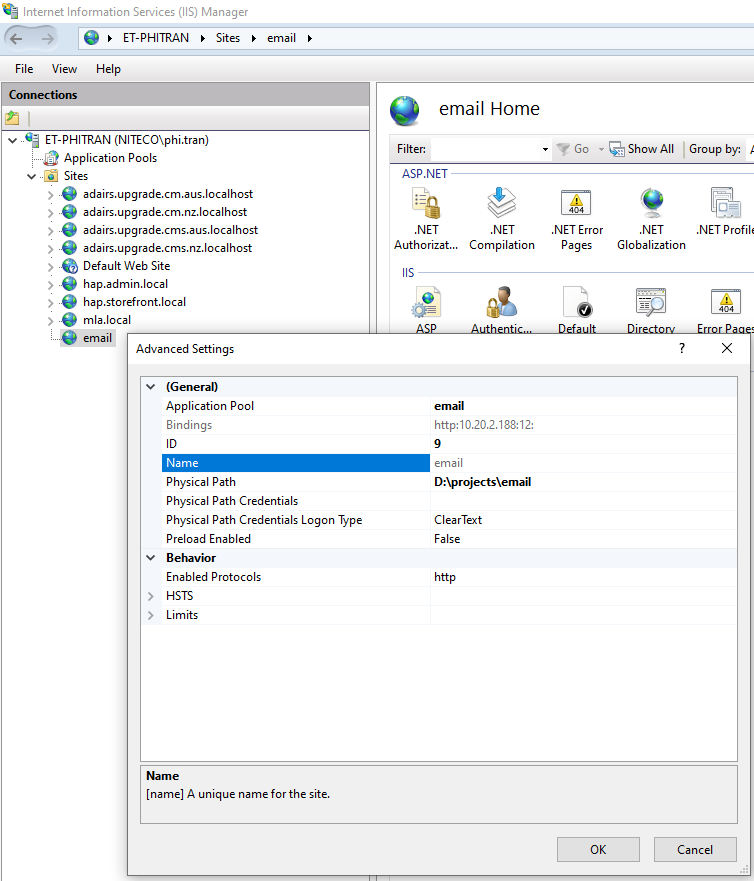 Internet Information Services (IIS) Manager
ET-PHITRAN
Sites
email
File View Help
Connections
ET-PHITRAN (NITECO\phi.tran)
Application Pools
Sites
adairs.upgrade.cm.aus.localhost
adairs.upgrade.cm.nz.localhost
adairs.upgrade.cms.aus.localhost
adairs.upgrade.cms.nz.localhost
Default Web Site
hap.admin.local
hap.storefront.local
mla.local
email
email Home
Filter: Go Show All Group by: A
ASP.NET
.NET Authorizat...
.NET Compilation
404
.NET Error Pages
.NET Globalization
.NET Profile
IIS
ASP
Authentic...
Default
Directory
404
Error Pages
Advanced Settings
?
(General)
Application Pool email
Bindings http:10.20.2.188:12:
ID 9
Name email
Physical Path D:\projects\email
Physical Path Credentials
Physical Path Credentials Logon Type ClearText
Preload Enabled False
Behavior
Enabled Protocols http
HSTS
Limits
Name
[name] A unique name for the site.
OK Cancel